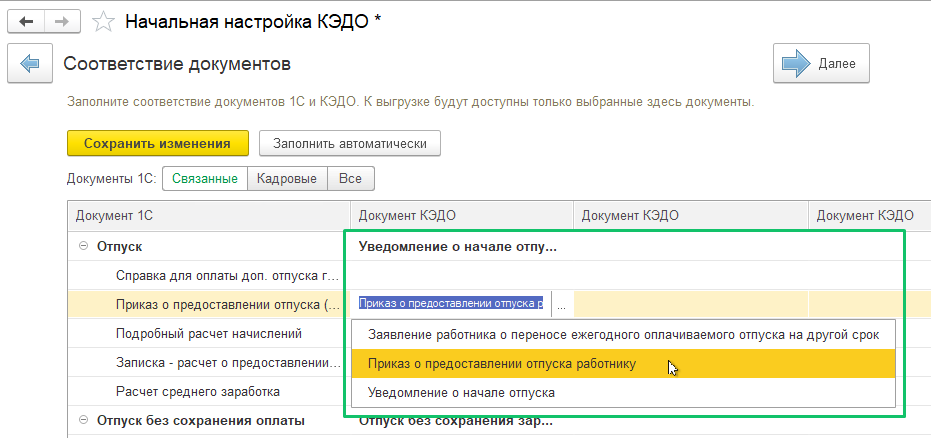 Начальная настройка КЭДО *
Соответствие документов
Далее
Заполните соответствие документов 1С и КЭДО. К выгрузке будут доступны только выбранные здесь документы.
Сохранить изменения Заполнить автоматически
Документы 1С: Связанные Кадровые Все
Документ 1С Документ КЭДО Документ КЭДО Документ КЭДО
Отпуск Уведомление о начале отпу...
Справка для оплаты доп. отпуска г...
Приказ о предоставлении отпуска (... Приказ о предоставлении отпуска р ...
Подробный расчет начислений Заявление работника о переносе ежегодного оплачиваемого отпуска на другой срок
Записка - расчет о предоставлении... Приказ о предоставлении отпуска работнику
Расчет среднего заработка Уведомление о начале отпуска
Отпуск без сохранения оплаты Отпуск без сохранения зар...